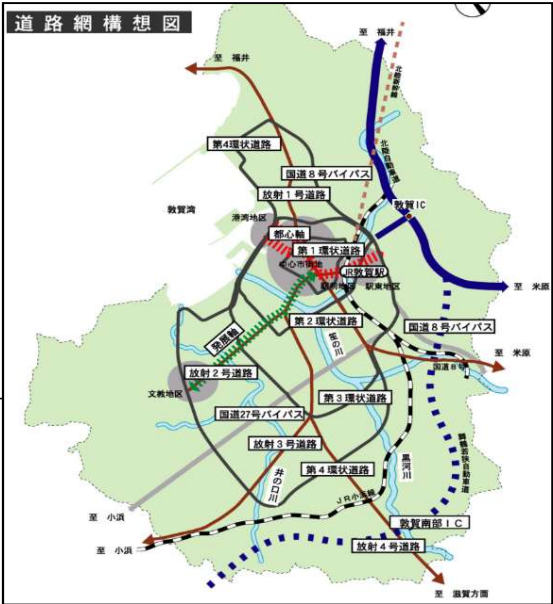 道路網構想図
至 福井
至 福井
北陸新幹線
北陸自動車道
第4環状道路
国道8号バイパス
放射1号道路
敦賀湾
港湾地区
敦賀IC
都心軸
第1環状道路
中心市街地
JR敦賀駅
駅東地区
至 米原
第2環状道路
国道8号バイパス
笙の川
発展軸
至 米原
国道8号
放射2号道路
文教地区
第3環状道路
国道27号バイパス
舞鶴若狭自動車道
放射3号道路
黒河川
第4環状道路
井の口川
JR小浜線
至 小浜
敦賀南部IC
至 小浜
放射4号道路
至 滋賀方面